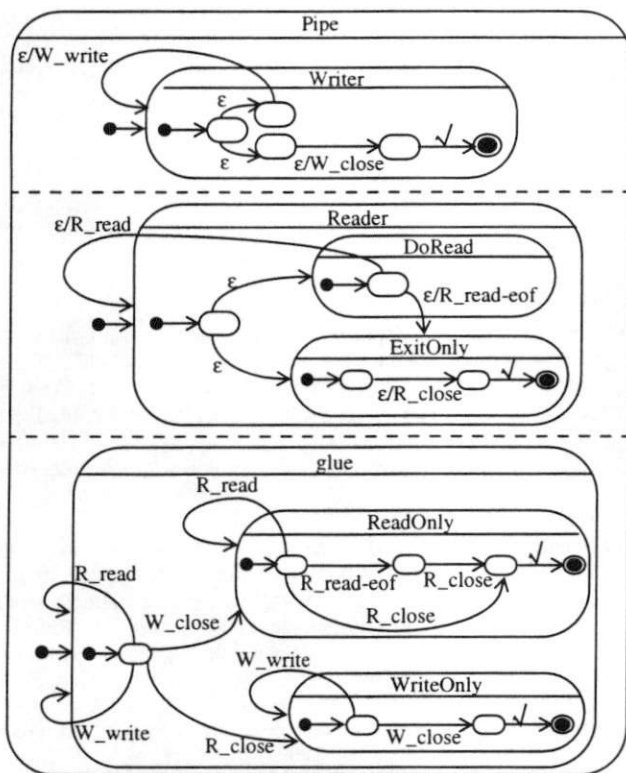 Pipe
ε/W_write
Writer
ε
ε
ε/W_close
√
Reader
ε/R_read
DoRead
ε
ε/R_read-eof
ExitOnly
ε
ε/R_close
√
glue
R_read
ReadOnly
R_read
√
R_read-eof
R_close
W_close
R_close
W_write
WriteOnly
√
W_write
R_close
W_close